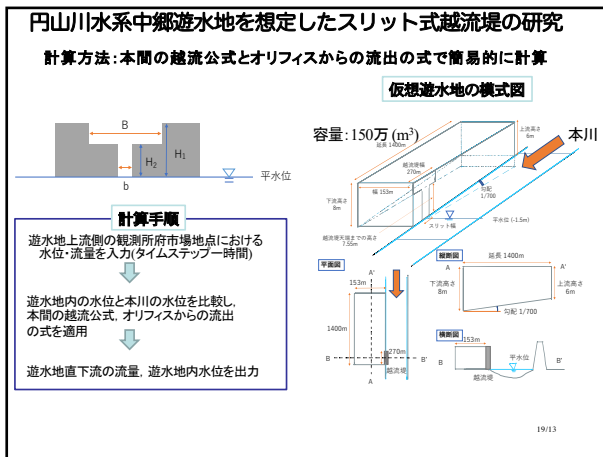 円山川水系中郷遊水地を想定したスリット式越流堤の研究
計算方法：本間の越流公式とオリフィスからの流出の式で簡易的に計算
B
H2
H1
b
平水位
計算手順
遊水地上流側の観測所府市場地点における
水位・流量を入力(タイムステップ一時間)
遊水地内の水位と本川の水位を比較し，
本間の越流公式，オリフィスからの流出
の式を適用
遊水地直下流の流量，遊水地内水位を出力
仮想遊水地の模式図
容量：150万 (m³)
本川
延長 1400m
上流高さ
6m
越流堤幅
270m
幅 153m
勾配
1/700
下流高さ
8m
平水位 (-1.5m)
スリット幅
越流堤天端までの高さ
7.55m
平面図
153m
A'
1400m
270m
B
B'
越流堤
A
縦断図
延長 1400m
A
A'
下流高さ
8m
上流高さ
6m
勾配 1/700
横断図
153m
平水位
B
B'
越流堤
19/13